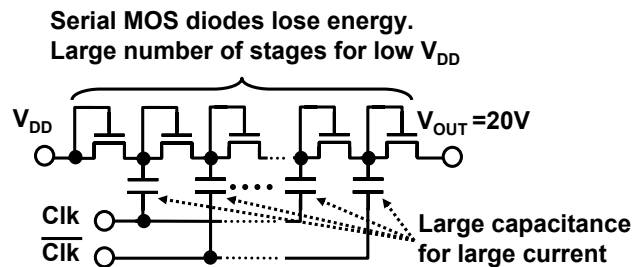 Serial MOS diodes lose energy.
Large number of stages for low VDD
VDD
VOUT =20V
Clk
Clk
Large capacitance
for large current